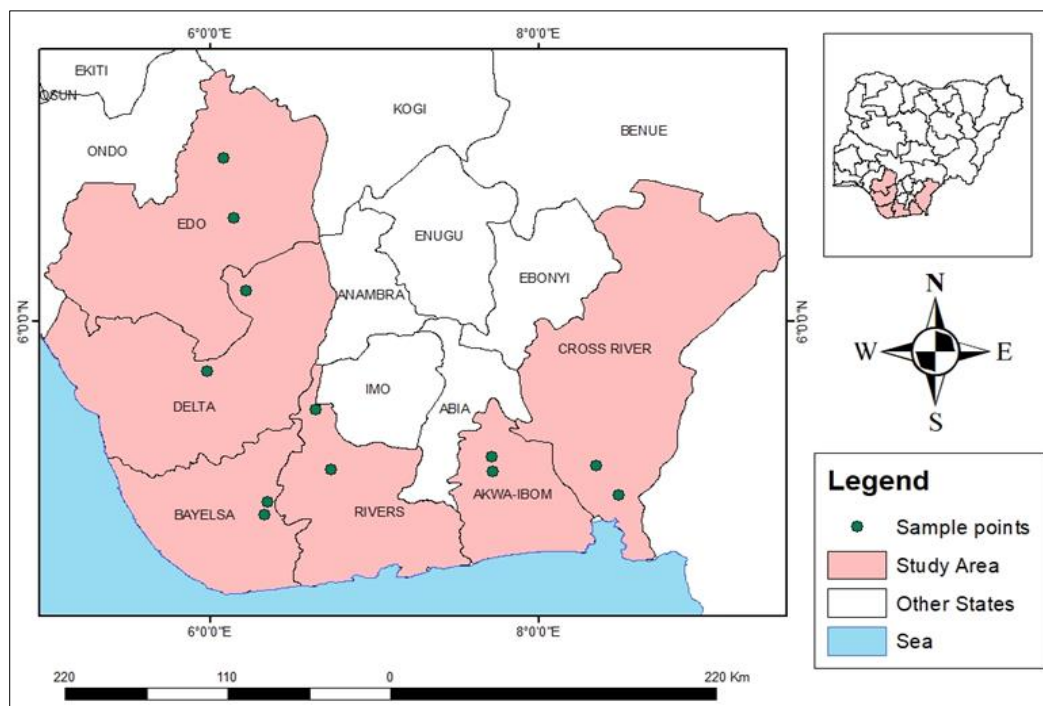 6°0'0"E 8°0'0"E
EKITI
OSUN
KOGI
BENUE
ONDO
EDO
ENUGU
EBONYI
ANAMBRA
6°0'N 6°0'N
CROSS RIVER
IMO
ABIA
DELTA
AKWA-IBOM
BAYELSA
RIVERS
6°0'0"E 8°0'0"E
220 110 0 220 Km
N
W E
S
Legend
Sample points
Study Area
Other States
Sea